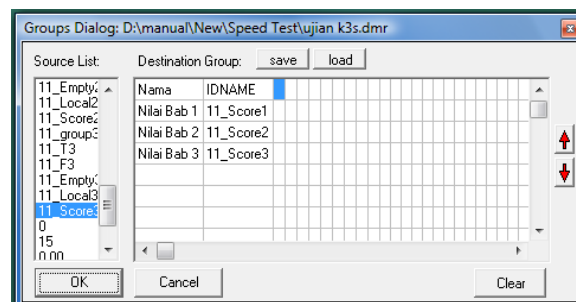 Groups Dialog: D:\manual\New\Speed Test\ujian k3s.dmr
Source List:
Destination Group: save load
11_Empty2
11_Local2
11_Score2
11_group3
11_T3
11_F3
11_Empty3
11_Local3
11_Score3
0
15
0.00
Nama IDNAME
Nilai Bab 1 11_Score1
Nilai Bab 2 11_Score2
Nilai Bab 3 11_Score3
OK Cancel Clear